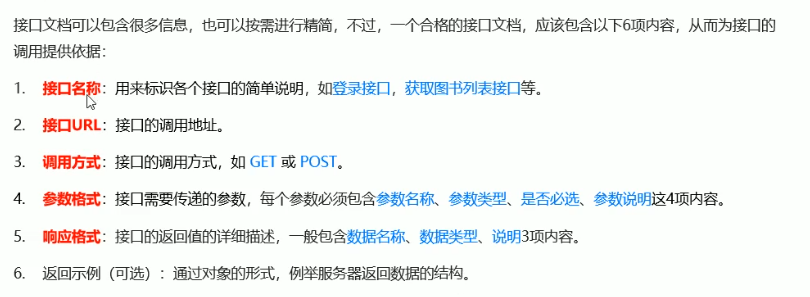 接口文档可以包含很多信息，也可以按需进行精简，不过，一个合格的接口文档，应该包含以下6项内容，从而为接口的
调用提供依据：
1. 接口名称：用来标识各个接口的简单说明，如登录接口，获取图书列表接口等。
2. 接口URL：接口的调用地址。
3. 调用方式：接口的调用方式，如 GET 或 POST。
4. 参数格式：接口需要传递的参数，每个参数必须包含参数名称、参数类型、是否必选、参数说明这4项内容。
5. 响应格式：接口的返回值的详细描述，一般包含数据名称、数据类型、说明3项内容。
6. 返回示例（可选）：通过对象的形式，例举服务器返回数据的结构。